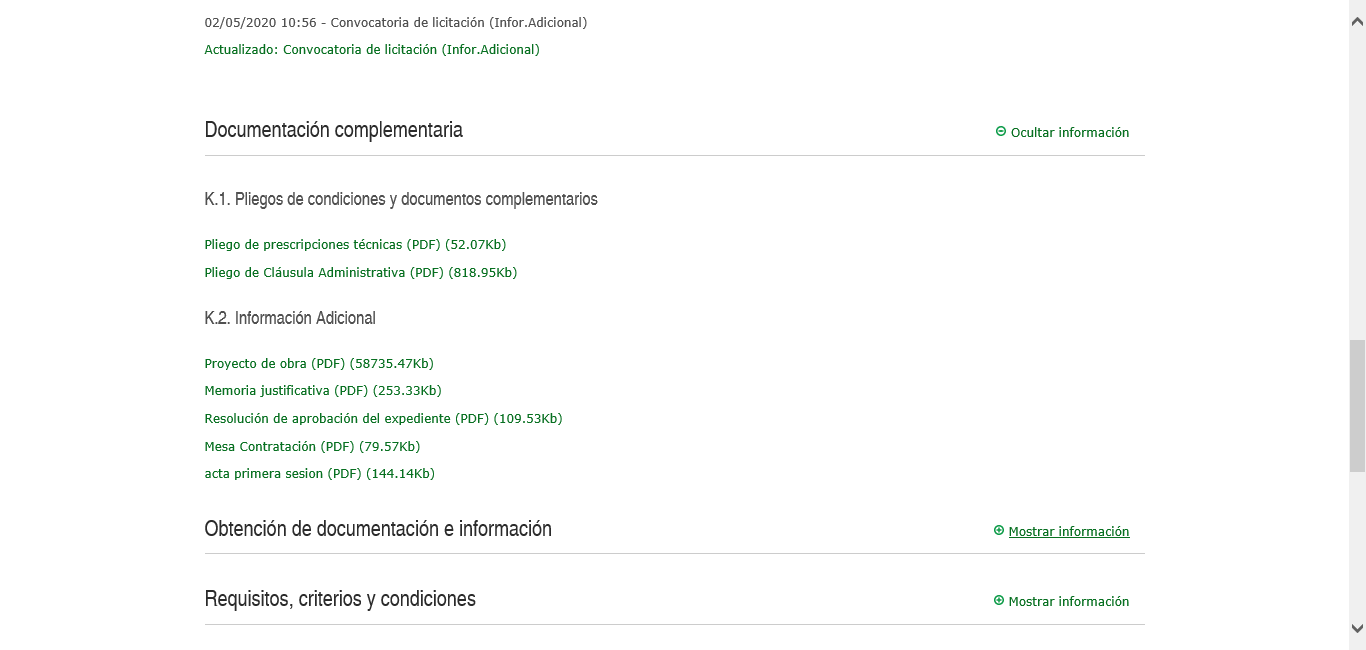 02/05/2020 10:56 - Convocatoria de licitación (Infor.Adicional)
Actualizado: Convocatoria de licitación (Infor.Adicional)
Documentación complementaria
Ocultar información
K.1. Pliegos de condiciones y documentos complementarios
Pliego de prescripciones técnicas (PDF) (52.07Kb)
Pliego de Cláusula Administrativa (PDF) (818.95Kb)
K.2. Información Adicional
Proyecto de obra (PDF) (58735.47Kb)
Memoria justificativa (PDF) (253.33Kb)
Resolución de aprobación del expediente (PDF) (109.53Kb)
Mesa Contratación (PDF) (79.57Kb)
acta primera sesion (PDF) (144.14Kb)
Obtención de documentación e información
Mostrar información
Requisitos, criterios y condiciones
Mostrar información